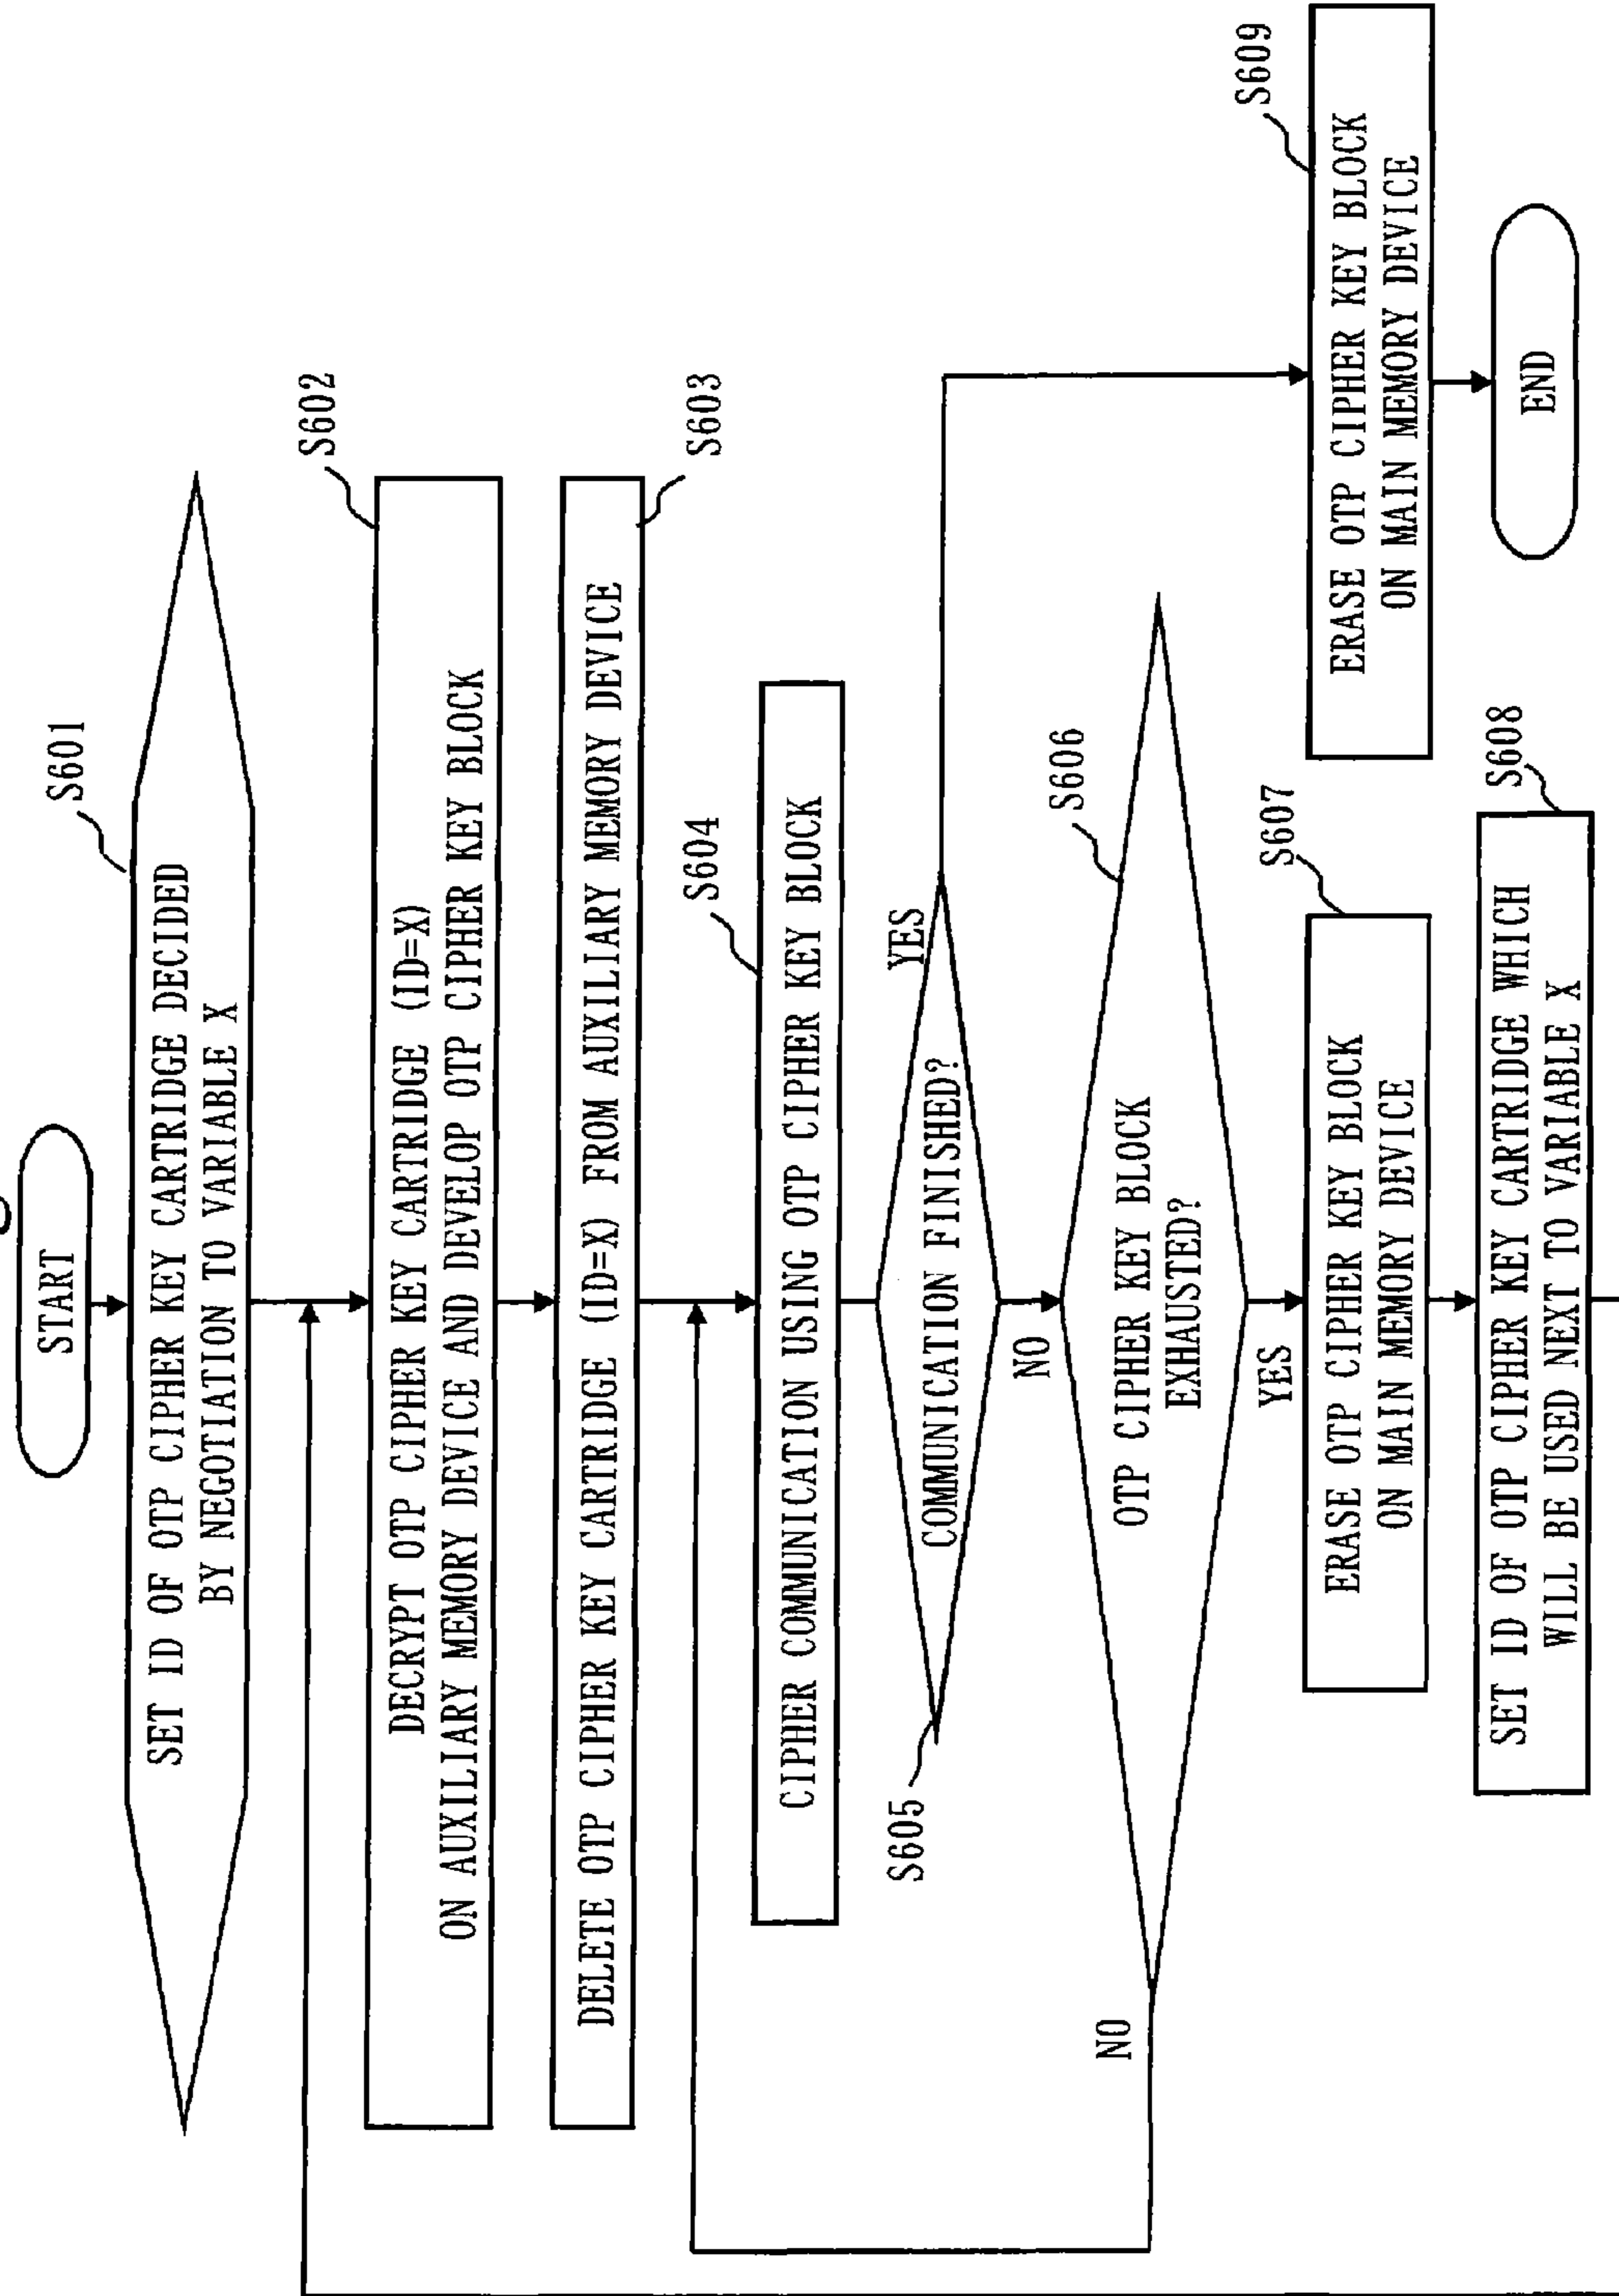 START
S601
SET ID OF OTP CIPHER KEY CARTRIDGE DECIDED
BY NEGOTIATION TO VARIABLE X
S602
DECRYPT OTP CIPHER KEY CARTRIDGE (ID=X)
ON AUXILIARY MEMORY DEVICE AND DEVELOP OTP CIPHER KEY BLOCK
S603
DELETE OTP CIPHER KEY CARTRIDGE (ID=X) FROM AUXILIARY MEMORY DEVICE
S604
CIPHER COMMUNICATION USING OTP CIPHER KEY BLOCK
S605
COMMUNICATION FINISHED?
YES
NO
S606
OTP CIPHER KEY BLOCK
EXHAUSTED?
NO
YES
S607
ERASE OTP CIPHER KEY BLOCK
ON MAIN MEMORY DEVICE
S608
SET ID OF OTP CIPHER KEY CARTRIDGE WHICH
WILL BE USED NEXT TO VARIABLE X
S609
ERASE OTP CIPHER KEY BLOCK
ON MAIN MEMORY DEVICE
END